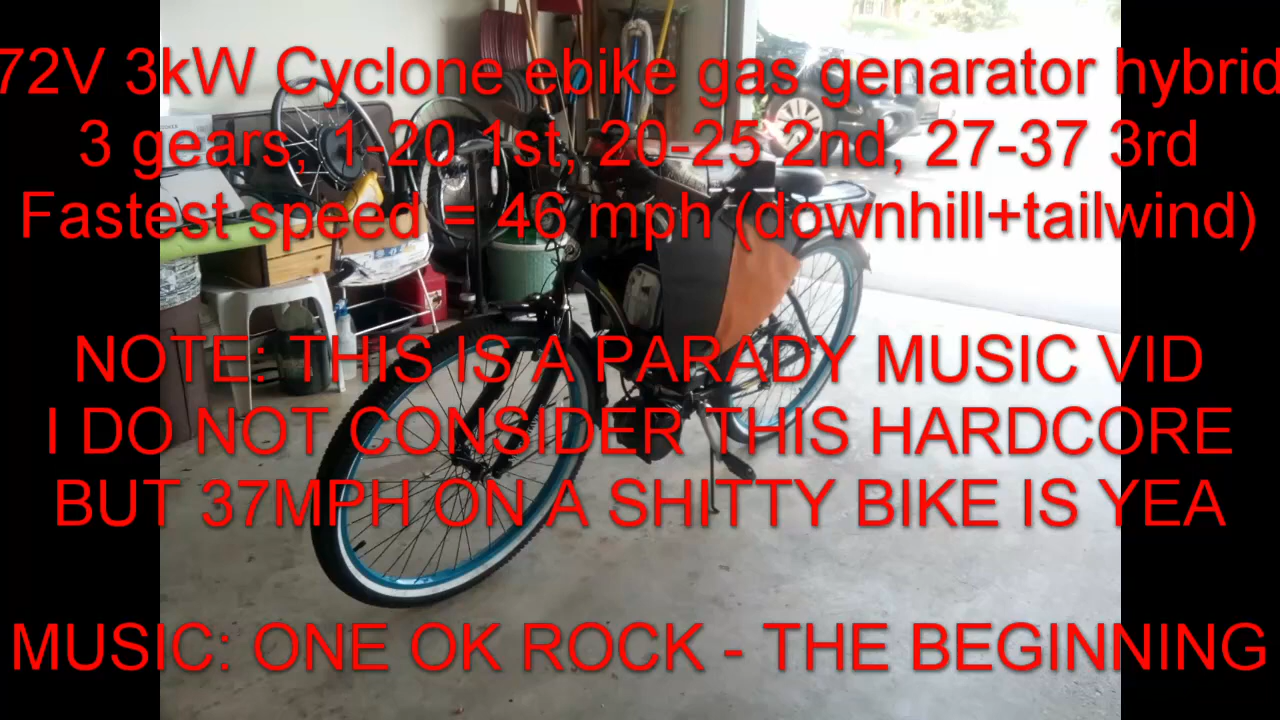 72V 3kW Cyclone ebike gas genarator hybrid
3 gears, 1-20 1st, 20-25 2nd, 27-37 3rd
Fastest speed = 46 mph (downhill+tailwind)
NOTE: THIS IS A PARADY MUSIC VID
I DO NOT CONSIDER THIS HARDCORE
BUT 37MPH ON A SHITTY BIKE IS YEA
MUSIC: ONE OK ROCK - THE BEGINNING